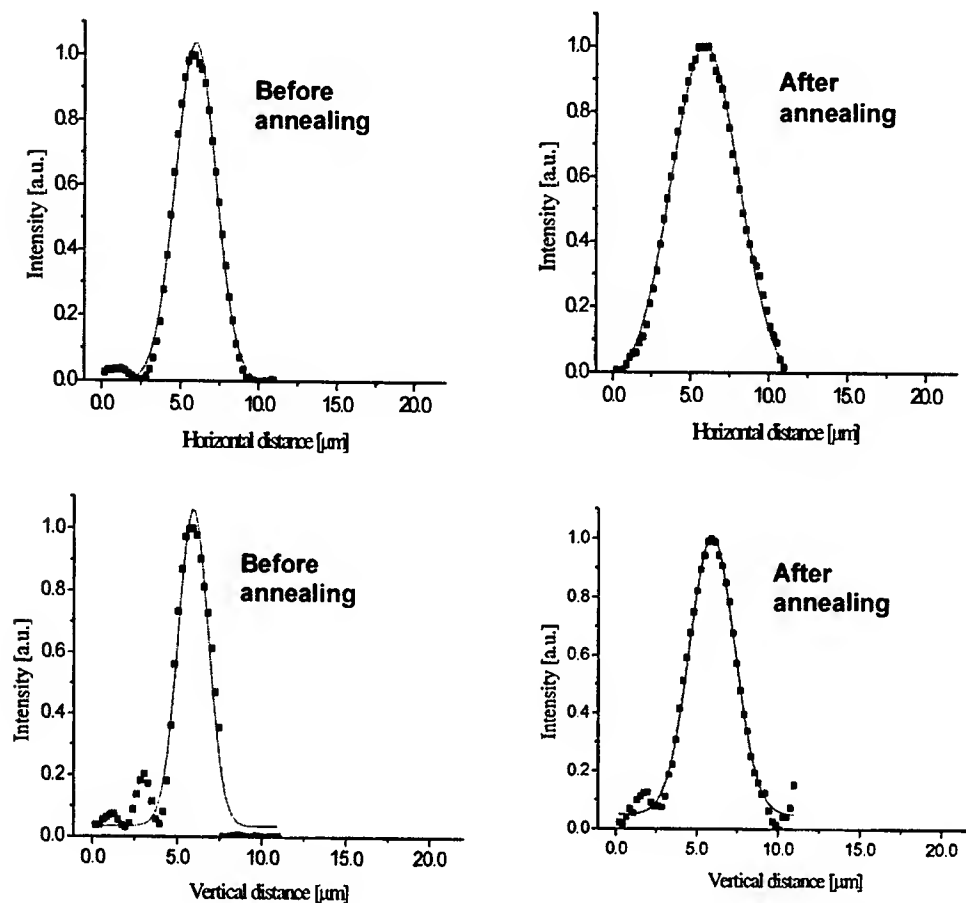 Before
annealing
Intensity [a.u.]
1.0
0.8
0.6
0.4
0.2
0.0
0.0 5.0 10.0 15.0 20.0
Horizontal distance [μm]
After
annealing
Intensity [a.u.]
1.0
0.8
0.6
0.4
0.2
0.0
0.0 5.0 10.0 15.0 20.0
Horizontal distance [μm]
Before
annealing
Intensity [a.u.]
1.0
0.8
0.6
0.4
0.2
0.0
0.0 5.0 10.0 15.0 20.0
Vertical distance [μm]
After
annealing
Intensity [a.u.]
1.0
0.8
0.6
0.4
0.2
0.0
0.0 5.0 10.0 15.0 20.0
Vertical distance [μm]